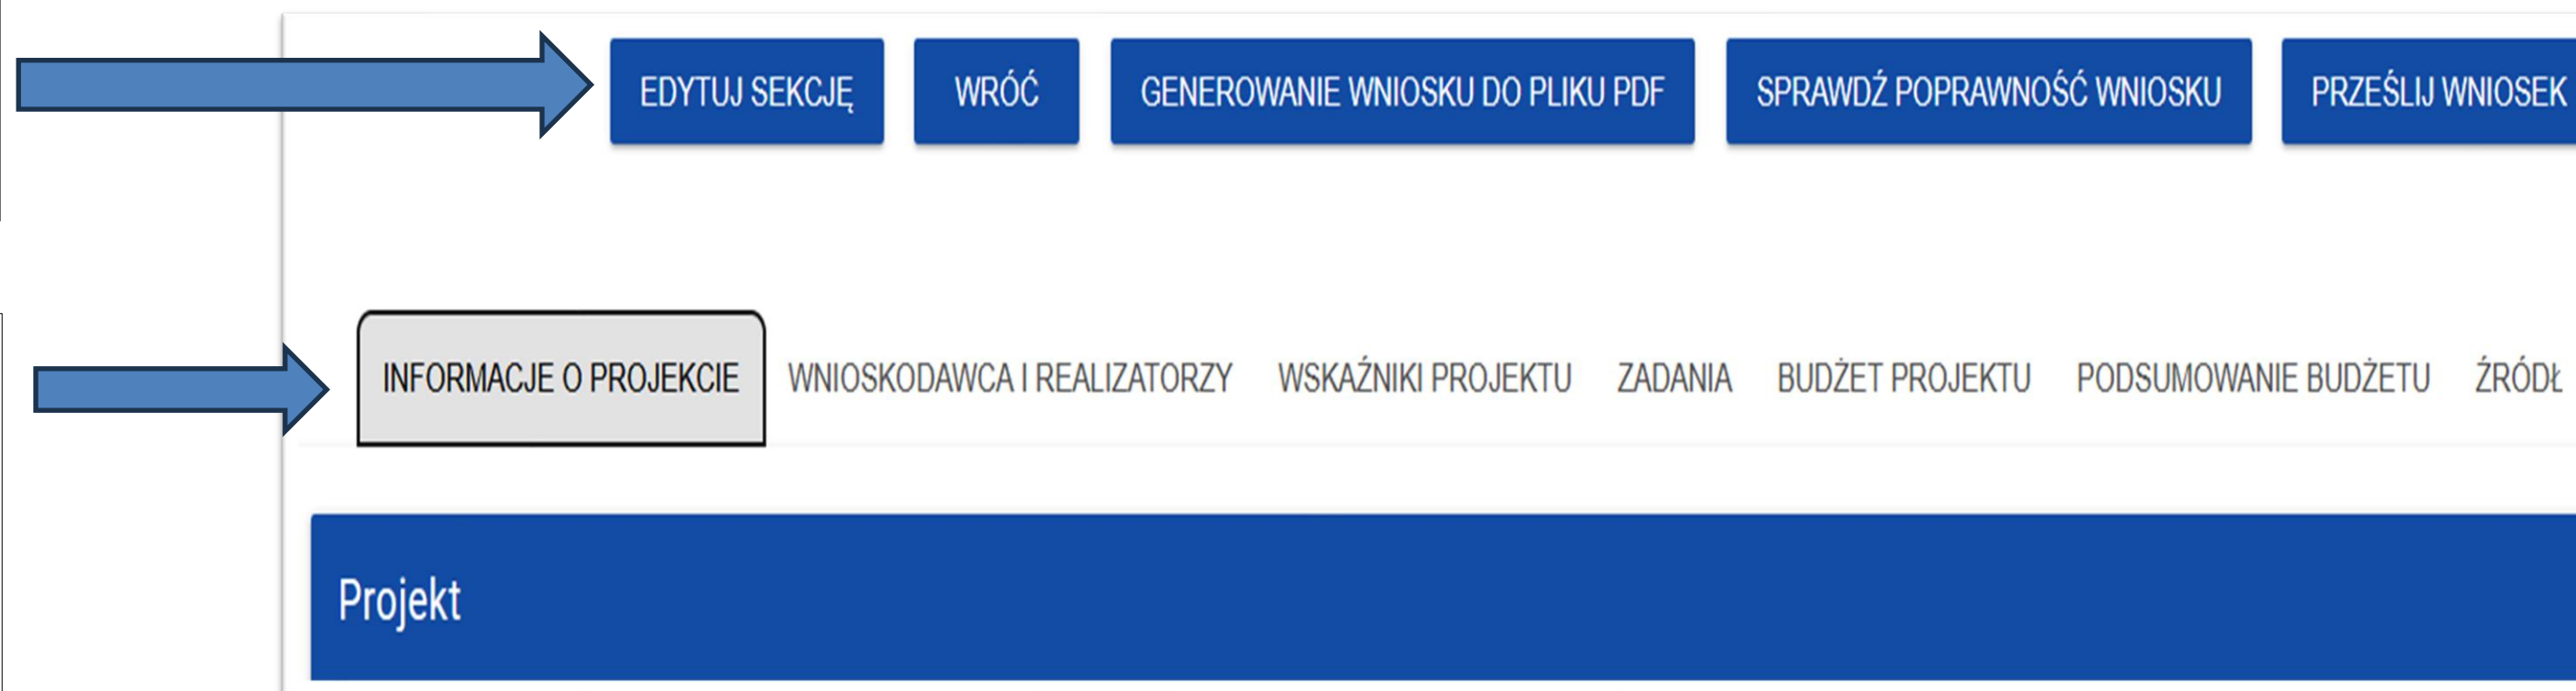 EDYTUJ SEKCJĘ WRÓĆ GENEROWANIE WNIOSKU DO PLIKU PDF SPRAWDŹ POPRAWNOŚĆ WNIOSKU PRZEŚLIJ WNIOSEK
INFORMACJE O PROJEKCIE WNIOSKODAWCA I REALIZATORZY WSKAŹNIKI PROJEKTU ZADANIA BUDŻET PROJEKTU PODSUMOWANIE BUDŻETU ŹRÓDŁ
Projekt